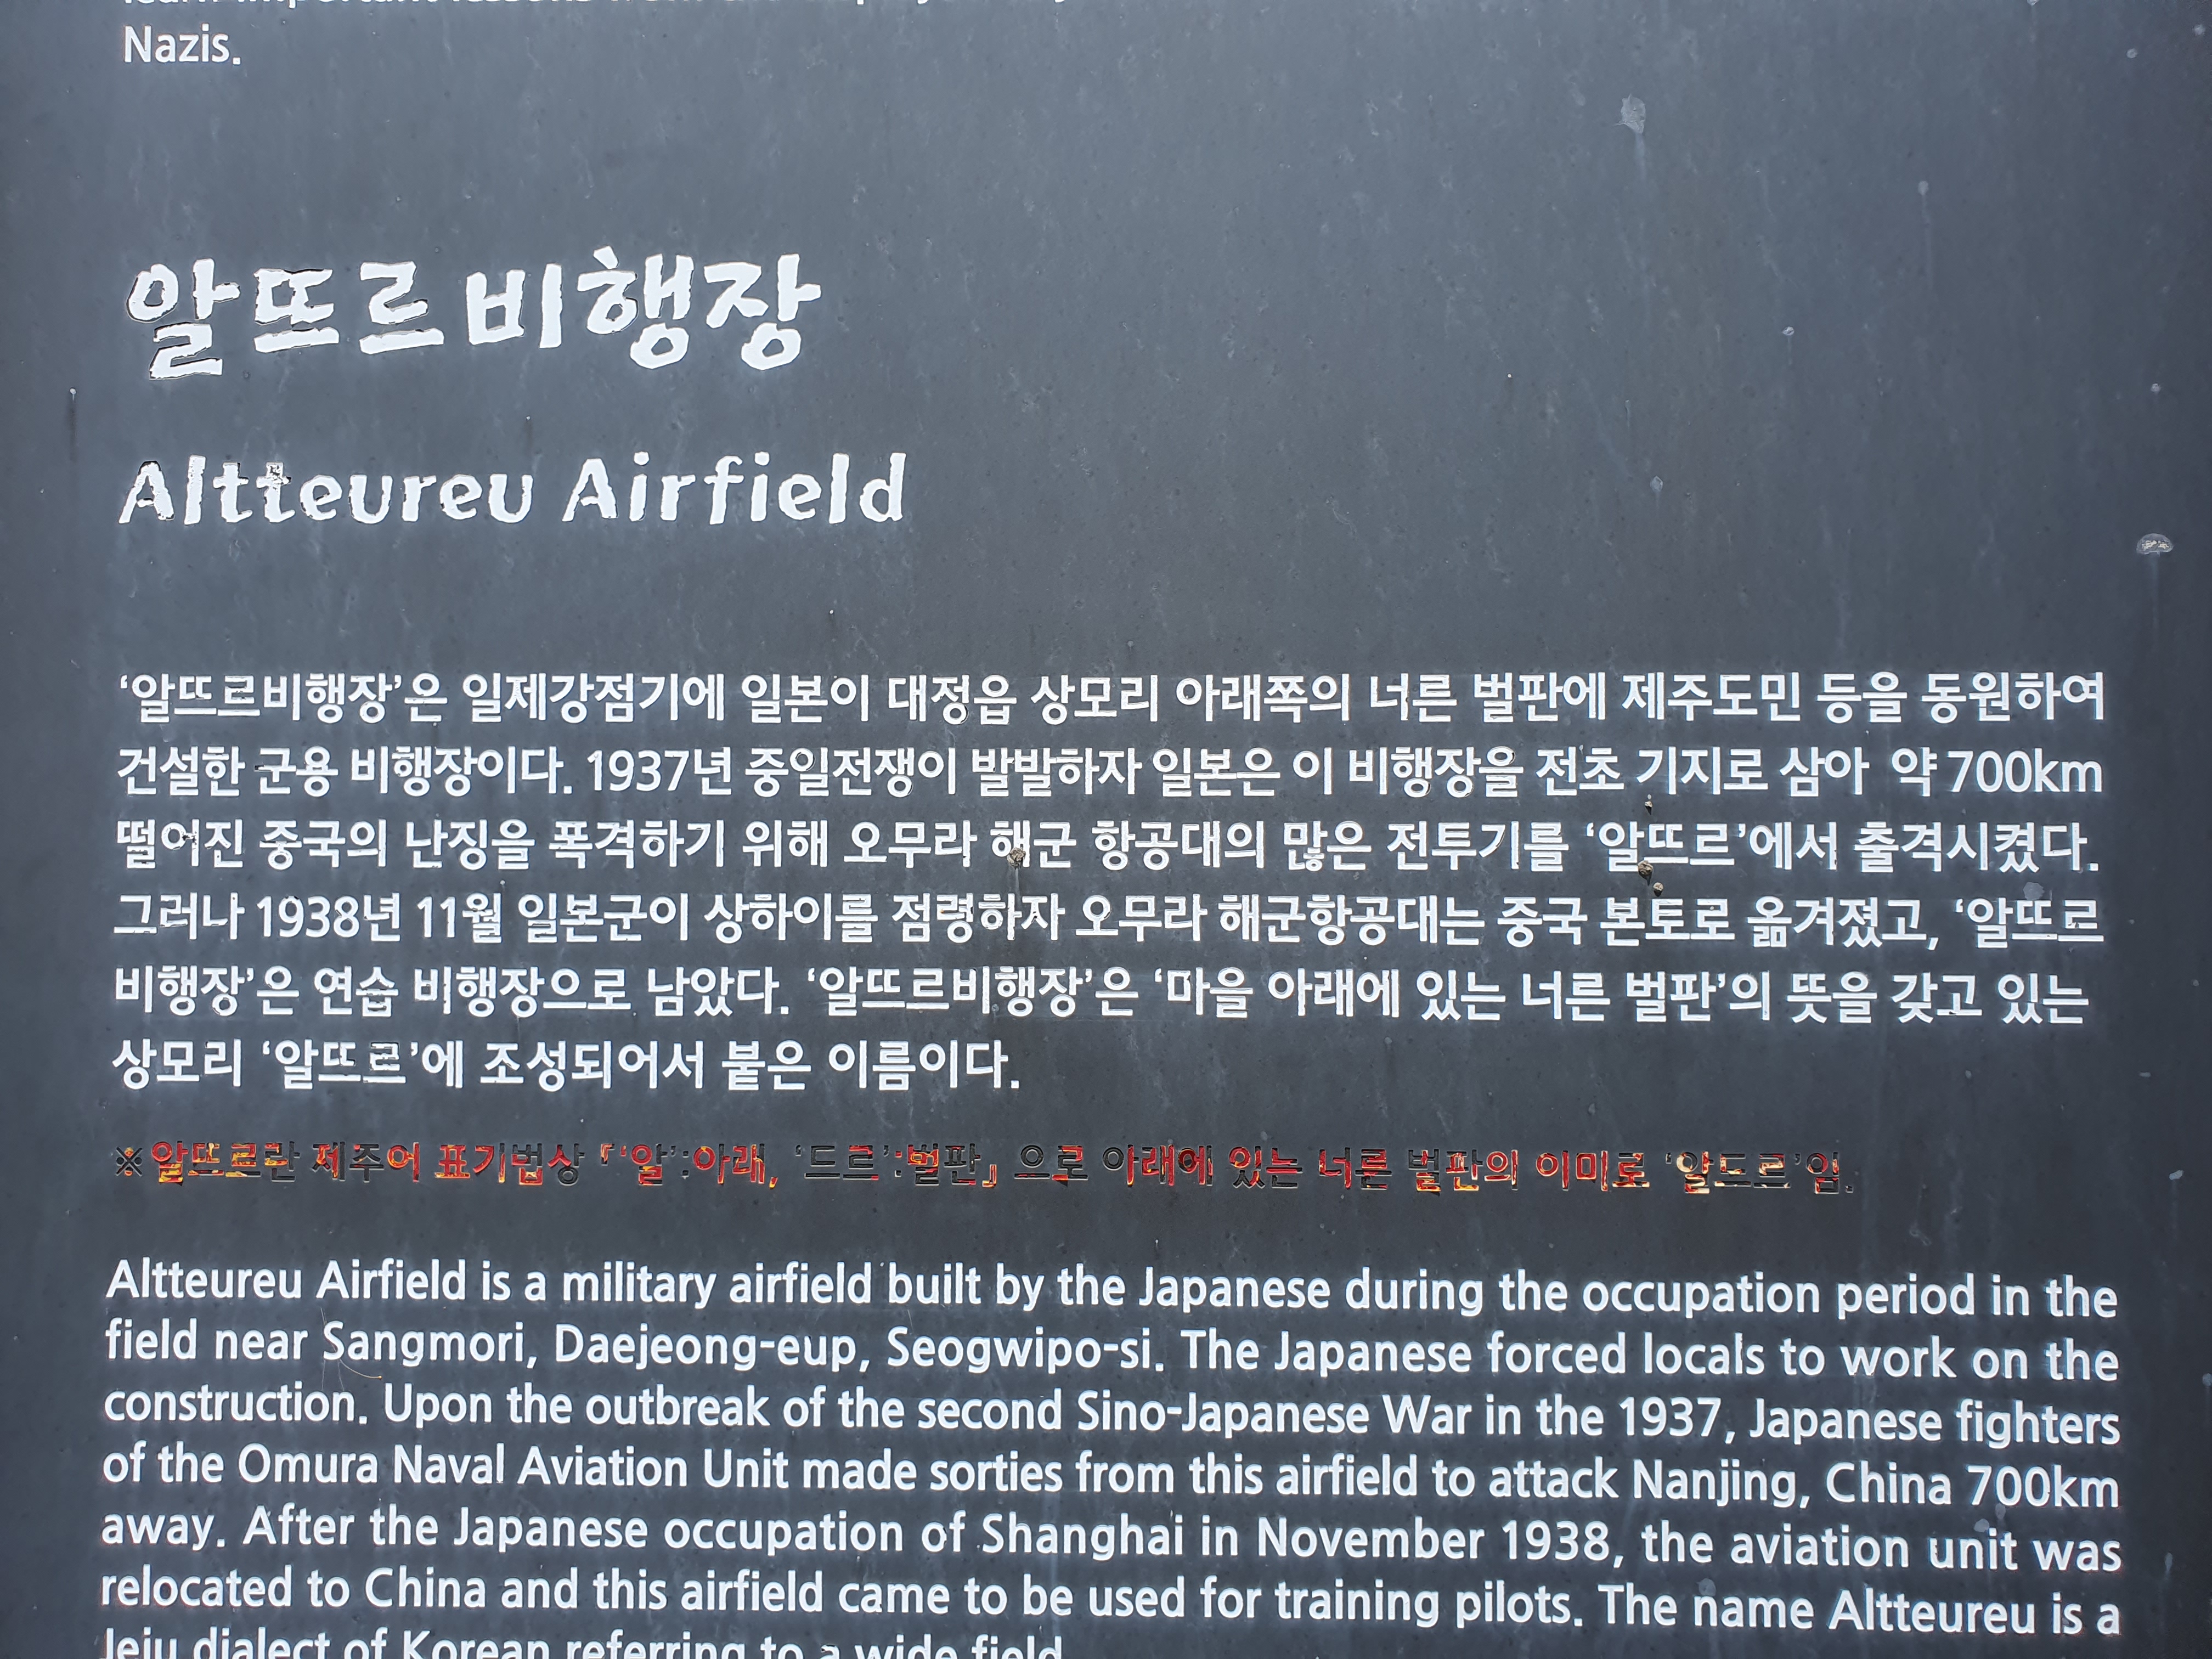 Nazis.
알뜨르비행장
Altteureu Airfield
‘알뜨르비행장’은 일제강점기에 일본이 대정읍 상모리 아래쪽의 너른 벌판에 제주도민 등을 동원하여
건설한 군용 비행장이다. 1937년 중일전쟁이 발발하자 일본은 이 비행장을 전초 기지로 삼아 약 700km
떨어진 중국의 난징을 폭격하기 위해 오무라 해군 항공대의 많은 전투기를 ‘알뜨르’에서 출격시켰다.
그러나 1938년 11월 일본군이 상하이를 점령하자 오무라 해군항공대는 중국 본토로 옮겨졌고, ‘알뜨르
비행장’은 연습 비행장으로 남았다. ‘알뜨르비행장’은 ‘마을 아래에 있는 너른 벌판’의 뜻을 갖고 있는
상모리 ‘알뜨르’에 조성되어서 붙은 이름이다.
※알뜨르란 제주어 표기법상 『‘알’:아래, ‘드르’:벌판』 으로 아래에 있는 너른 벌판의 의미로 ‘알드르’임.
Altteureu Airfield is a military airfield built by the Japanese during the occupation period in the
field near Sangmori, Daejeong-eup, Seogwipo-si. The Japanese forced locals to work on the
construction. Upon the outbreak of the second Sino-Japanese War in the 1937, Japanese fighters
of the Omura Naval Aviation Unit made sorties from this airfield to attack Nanjing, China 700km
away. After the Japanese occupation of Shanghai in November 1938, the aviation unit was
relocated to China and this airfield came to be used for training pilots. The name Altteureu is a
Jeju dialect of Korean referring to a wide field